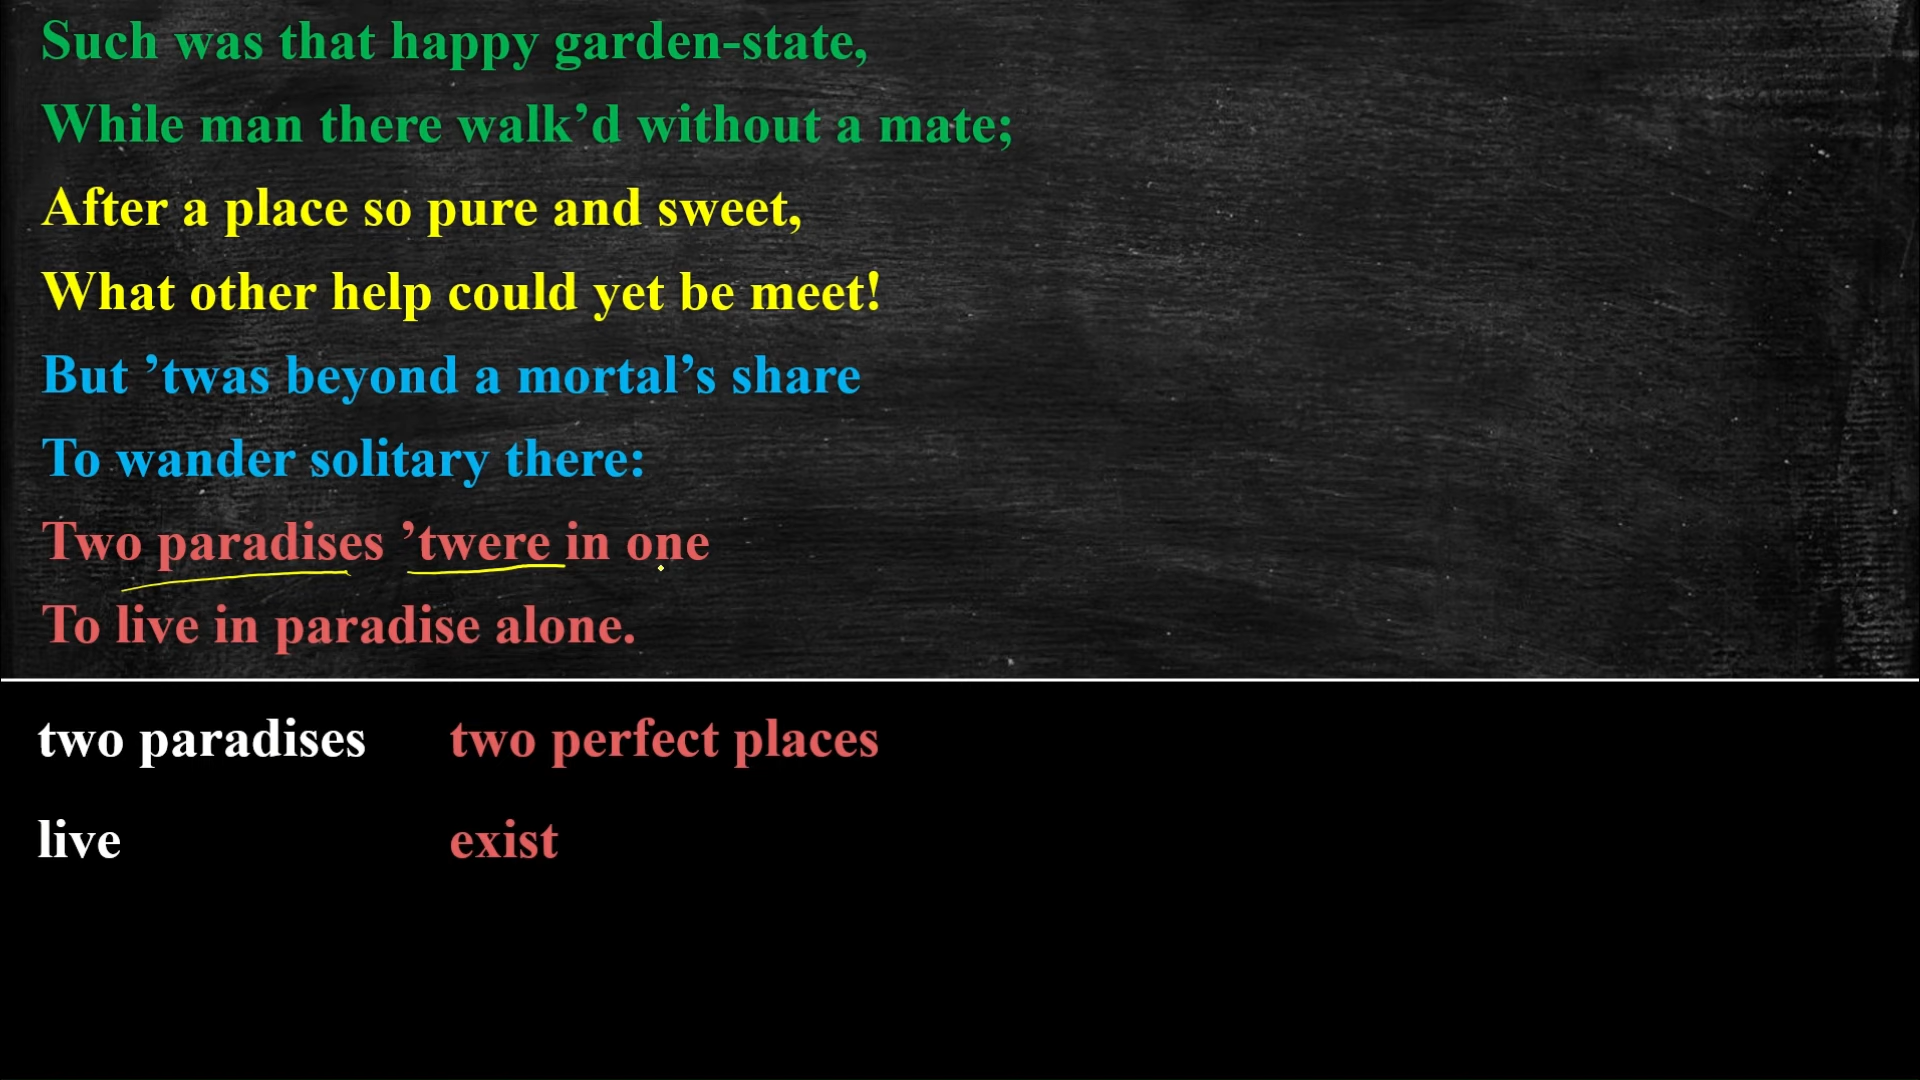 Such was that happy garden-state,
While man there walk’d without a mate;
After a place so pure and sweet,
What other help could yet be meet!
But ’twas beyond a mortal’s share
To wander solitary there:
Two paradises ’twere in one
To live in paradise alone.
two paradises two perfect places
live exist